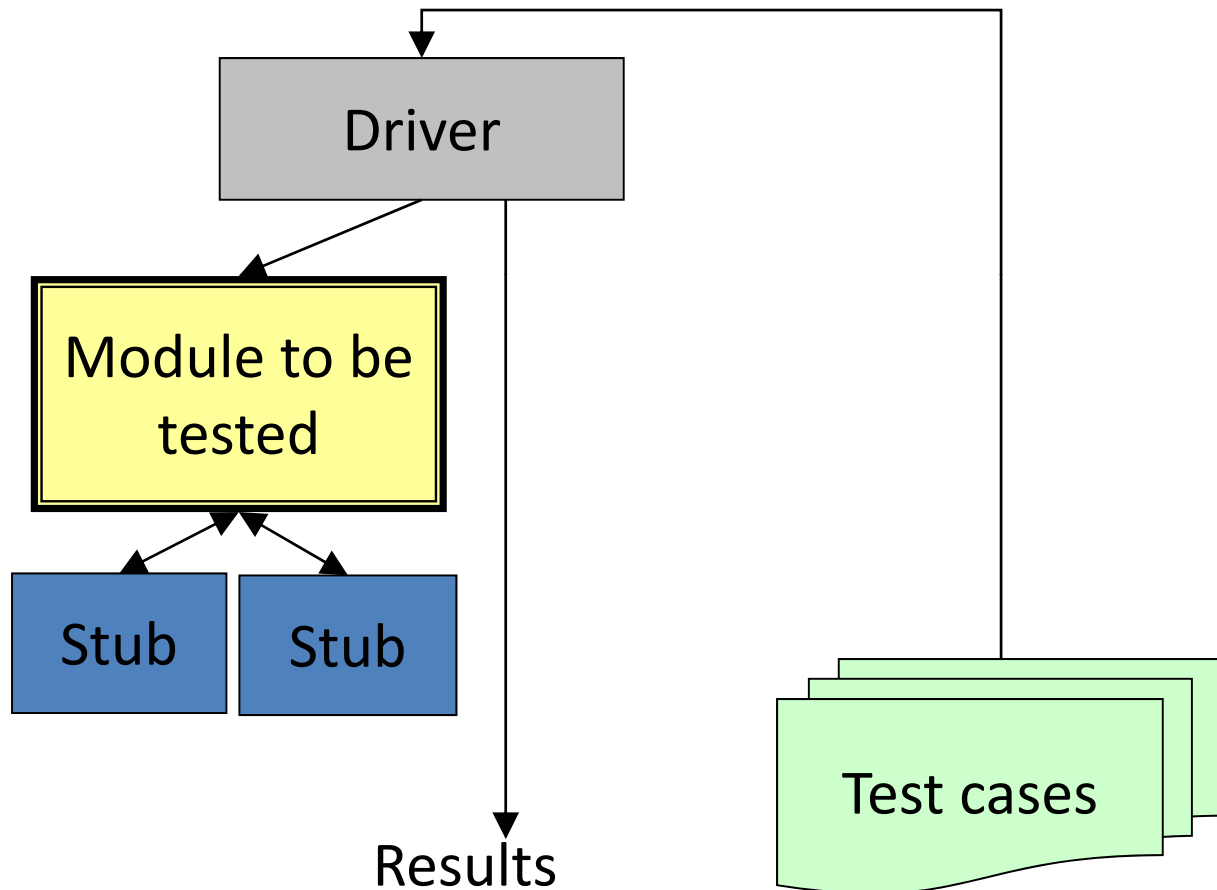 Driver
Module to be
tested
Stub
Stub
Test cases
Results